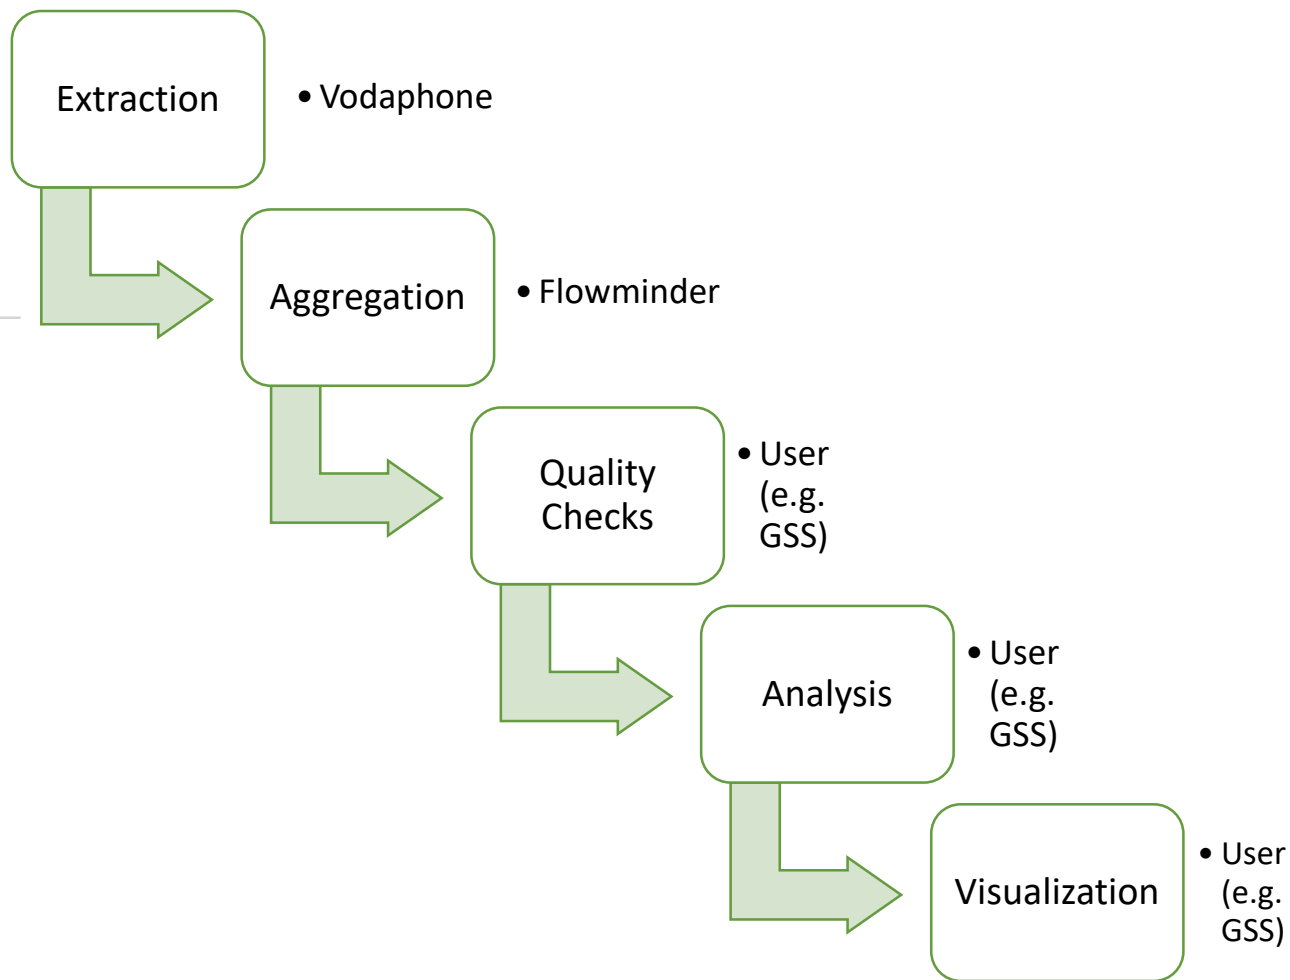 Extraction
• Vodaphone
Aggregation
• Flowminder
Quality
Checks
• User
(e.g.
GSS)
Analysis
• User
(e.g.
GSS)
Visualization
• User
(e.g.
GSS)